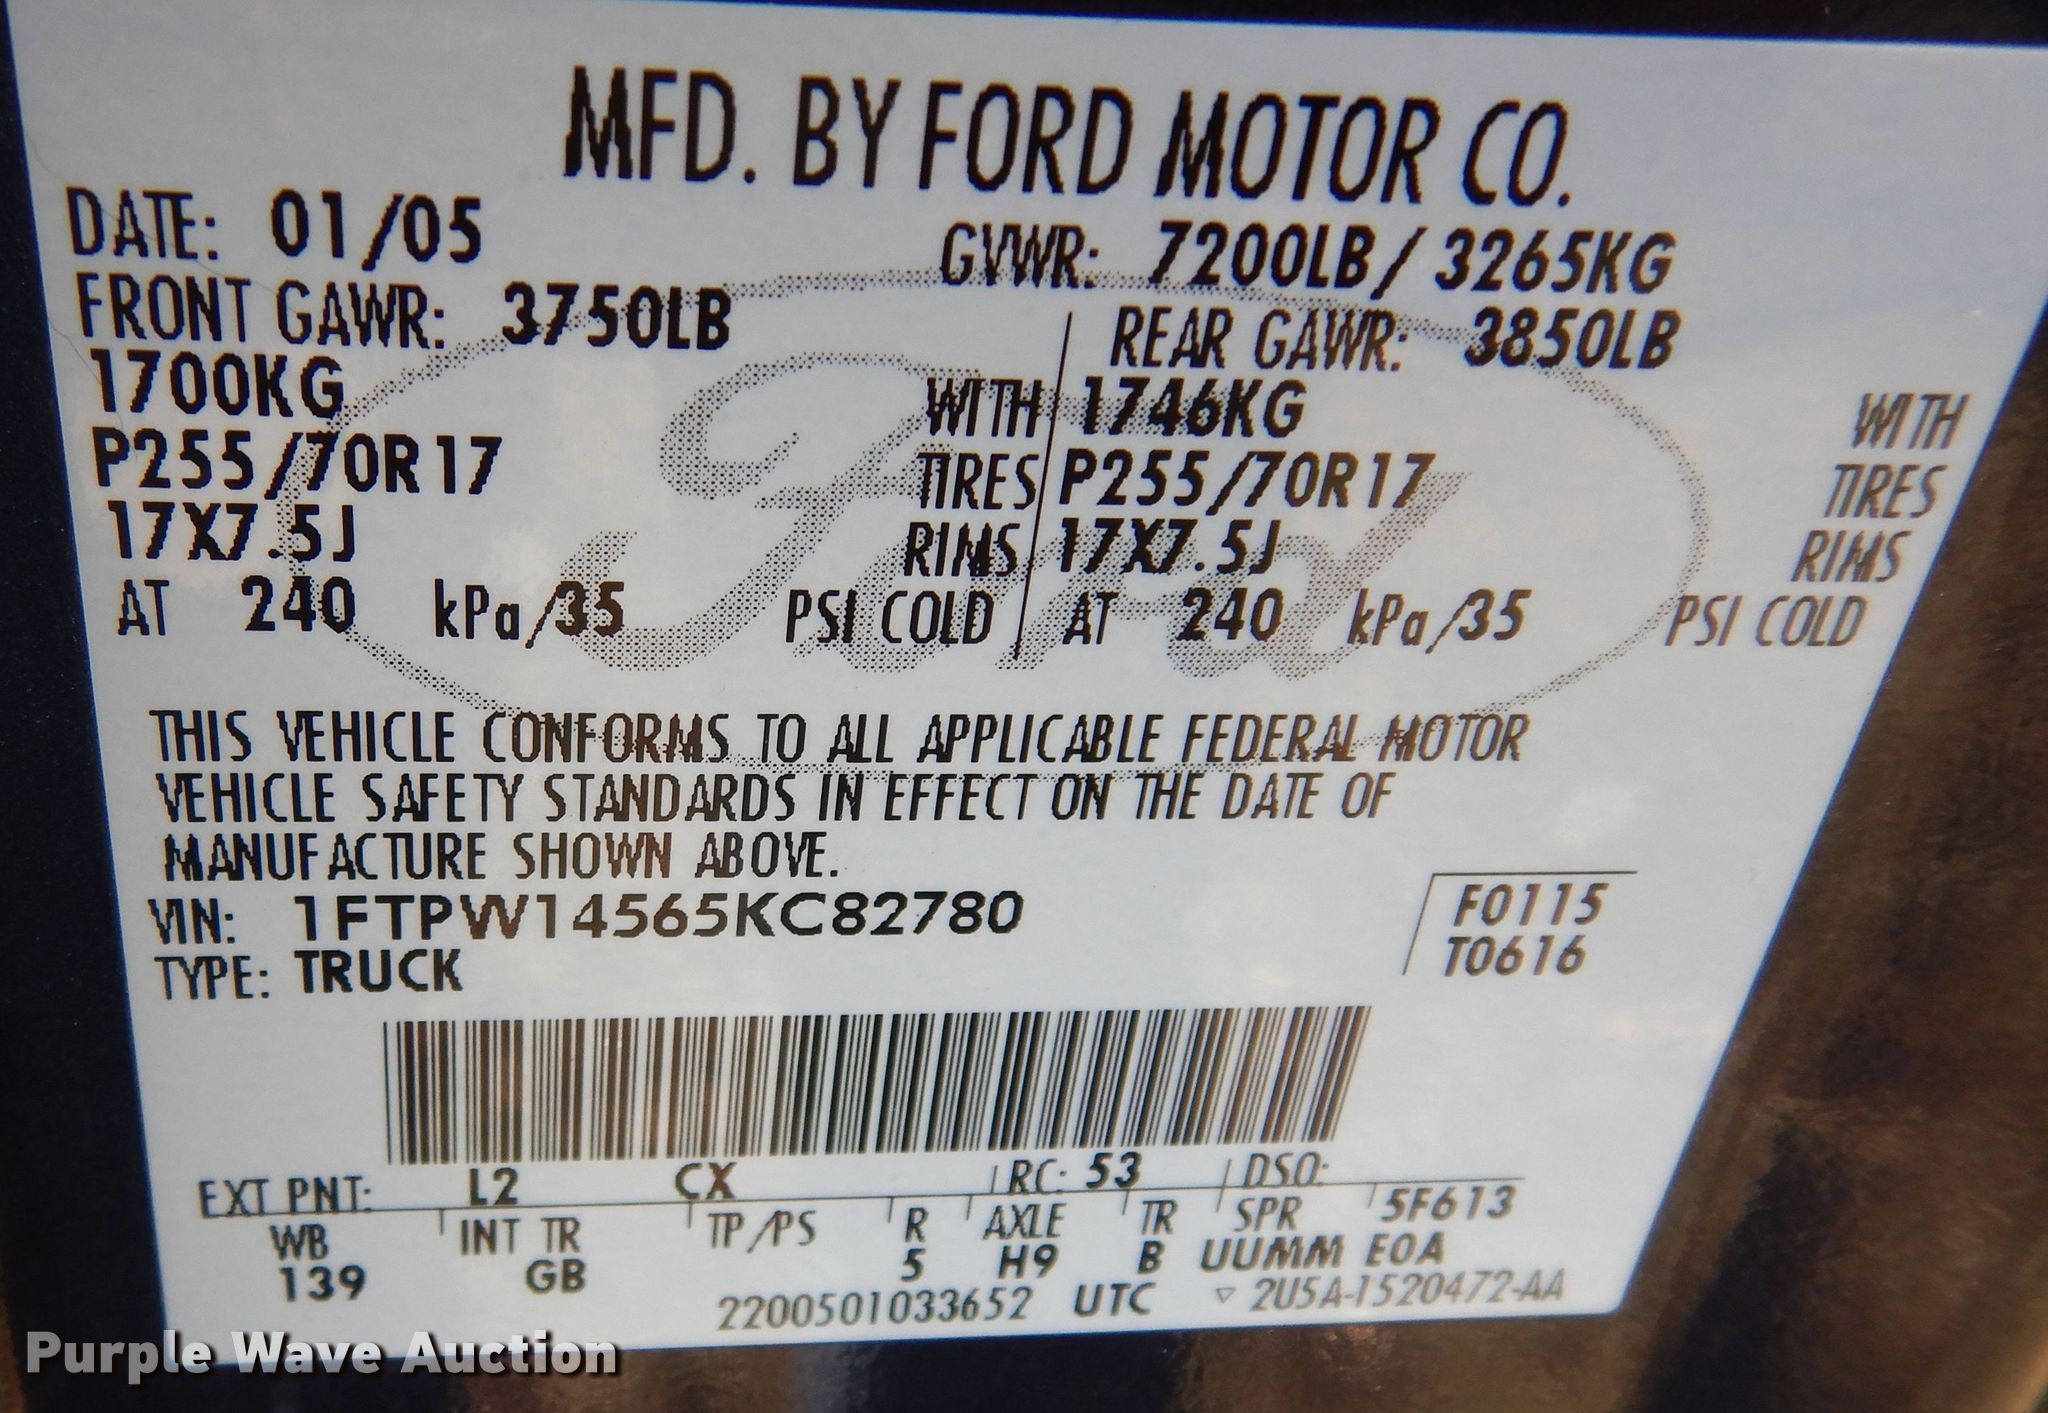 MFD. BY FORD MOTOR CO.
DATE: 01/05 GVWR: 7200LB/ 3265KG
FRONT GAWR: 3750LB REAR GAWR: 3850LB
1700KG WITH 1746KG WITH
P255/70R17 TIRES P255/70R17 TIRES
17X7.5J RIMS 17X7.5J RIMS
AT 240 kPa/35 PSI COLD AT 240 kPa/35 PSI COLD
THIS VEHICLE CONFORMS TO ALL APPLICABLE FEDERAL MOTOR
VEHICLE SAFETY STANDARDS IN EFFECT ON THE DATE OF
MANUFACTURE SHOWN ABOVE.
VIN: 1FTPW14565KC82780 F0115
TYPE: TRUCK T0616
EXT PNT: L2 CX RC: 53 DSO:
WB INT TR TP/PS R AXLE TR SPR 5F613
139 GB 5 H9 B UUMM E0A
2200501033652 UTC ▽ 2U5A-1520472-AA
Ford
Purple Wave Auction